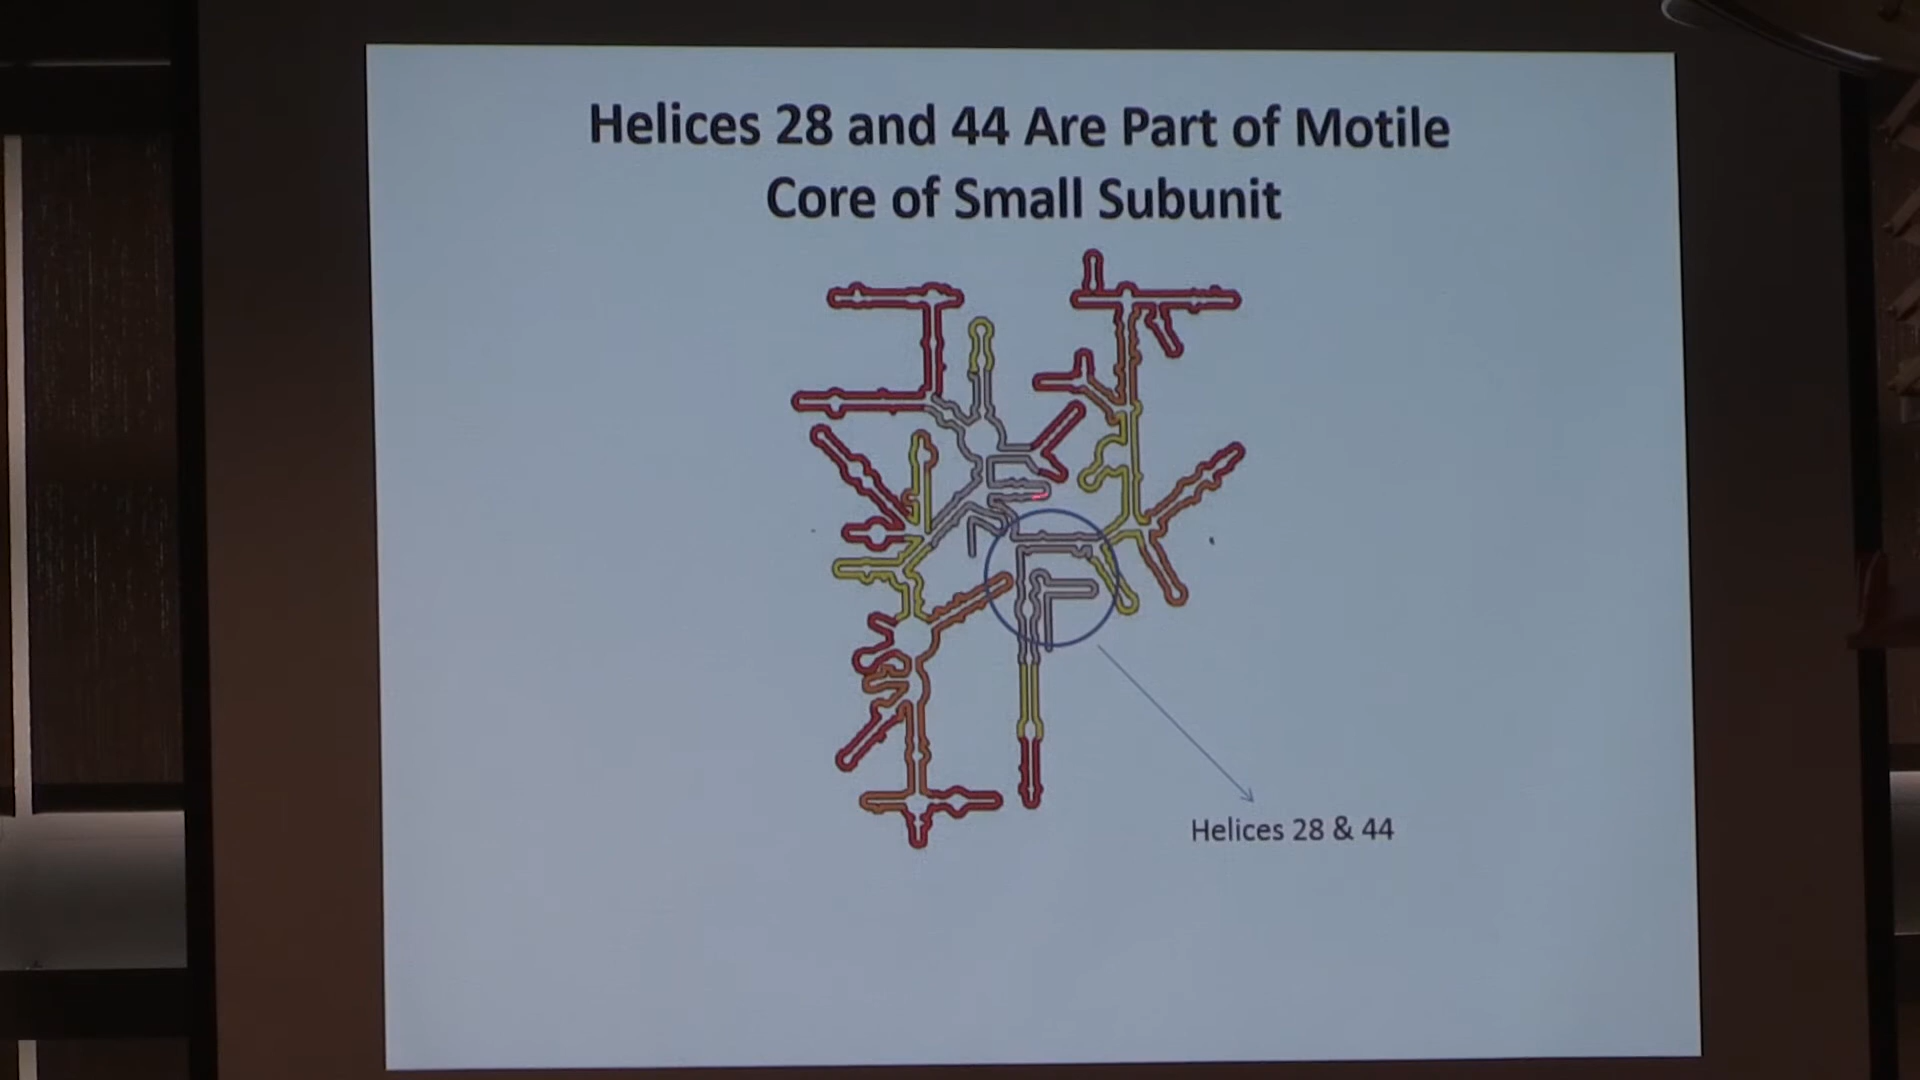 Helices 28 and 44 Are Part of Motile
Core of Small Subunit
Helices 28 & 44